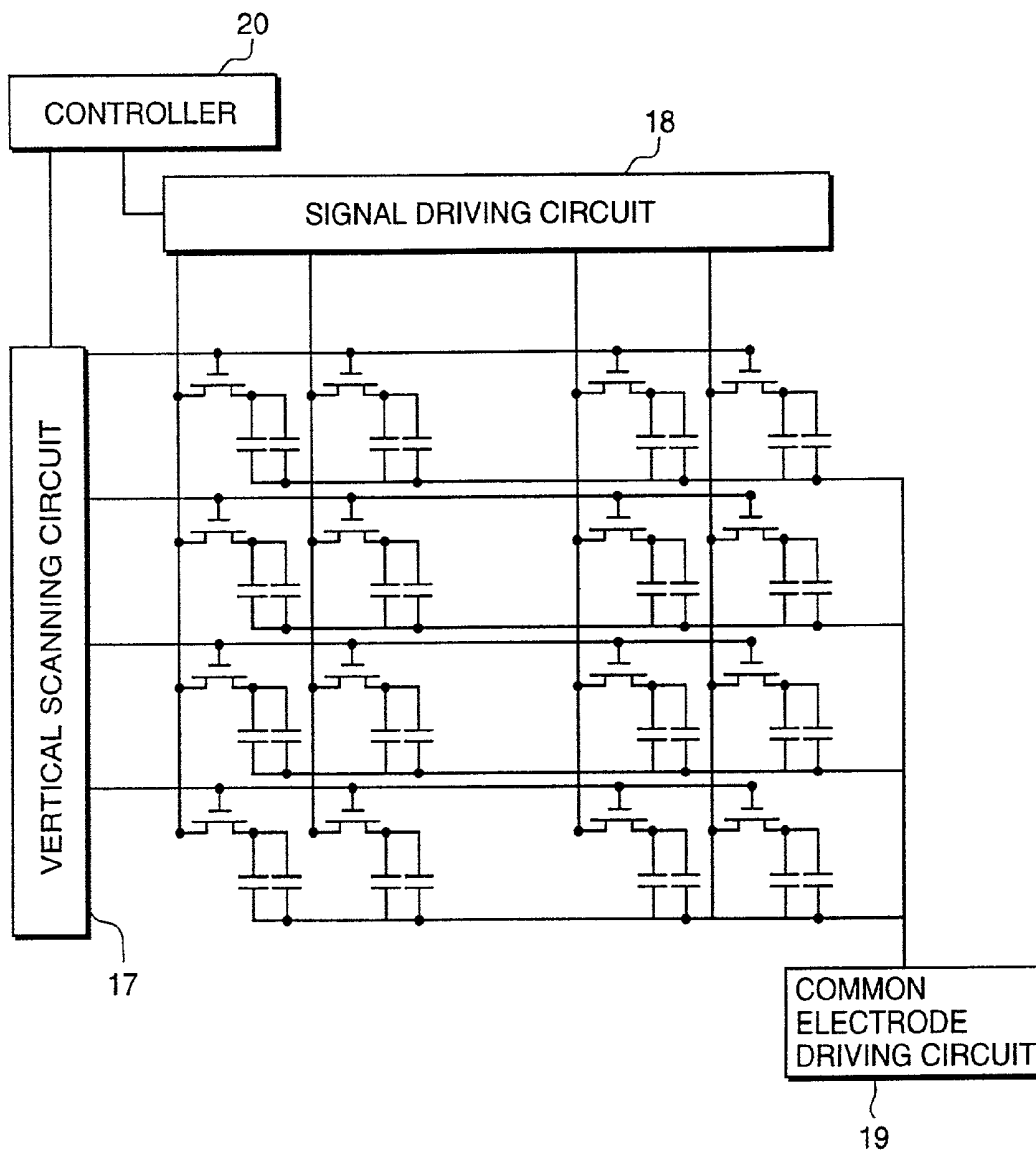 20
CONTROLLER
18
SIGNAL DRIVING CIRCUIT
VERTICAL SCANNING CIRCUIT
17
COMMON
ELECTRODE
DRIVING CIRCUIT
19